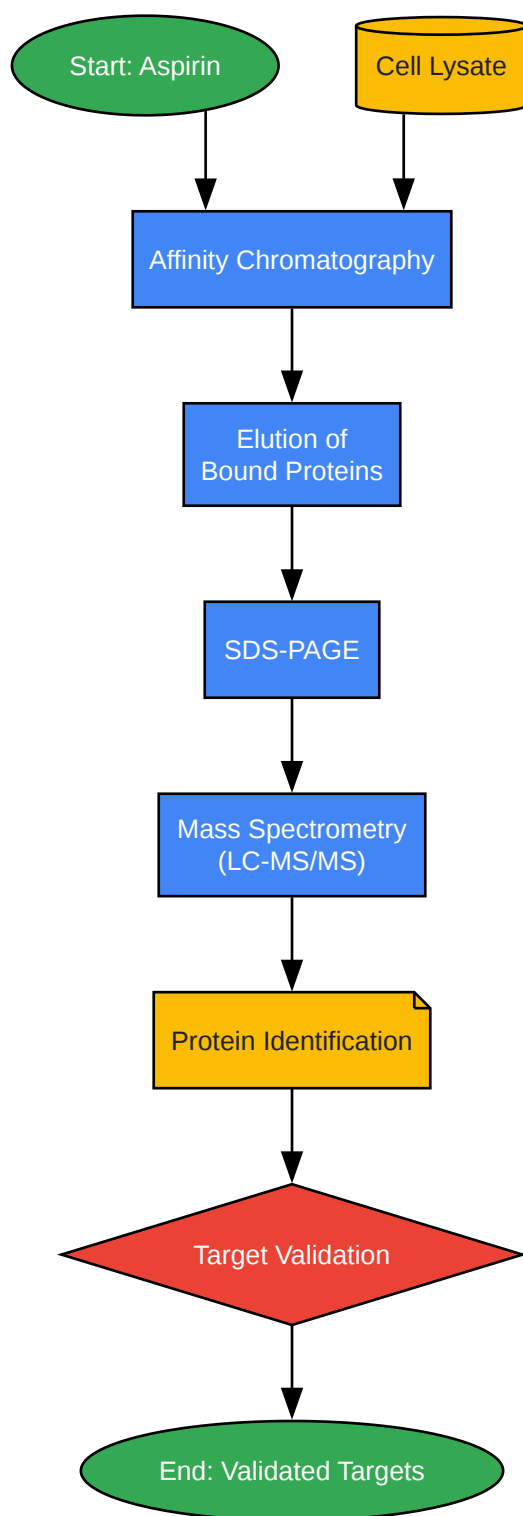 Start: Aspirin
Cell Lysate
Affinity Chromatography
Elution of
Bound Proteins
SDS-PAGE
Mass Spectrometry
(LC-MS/MS)
Protein Identification
Target Validation
End: Validated Targets